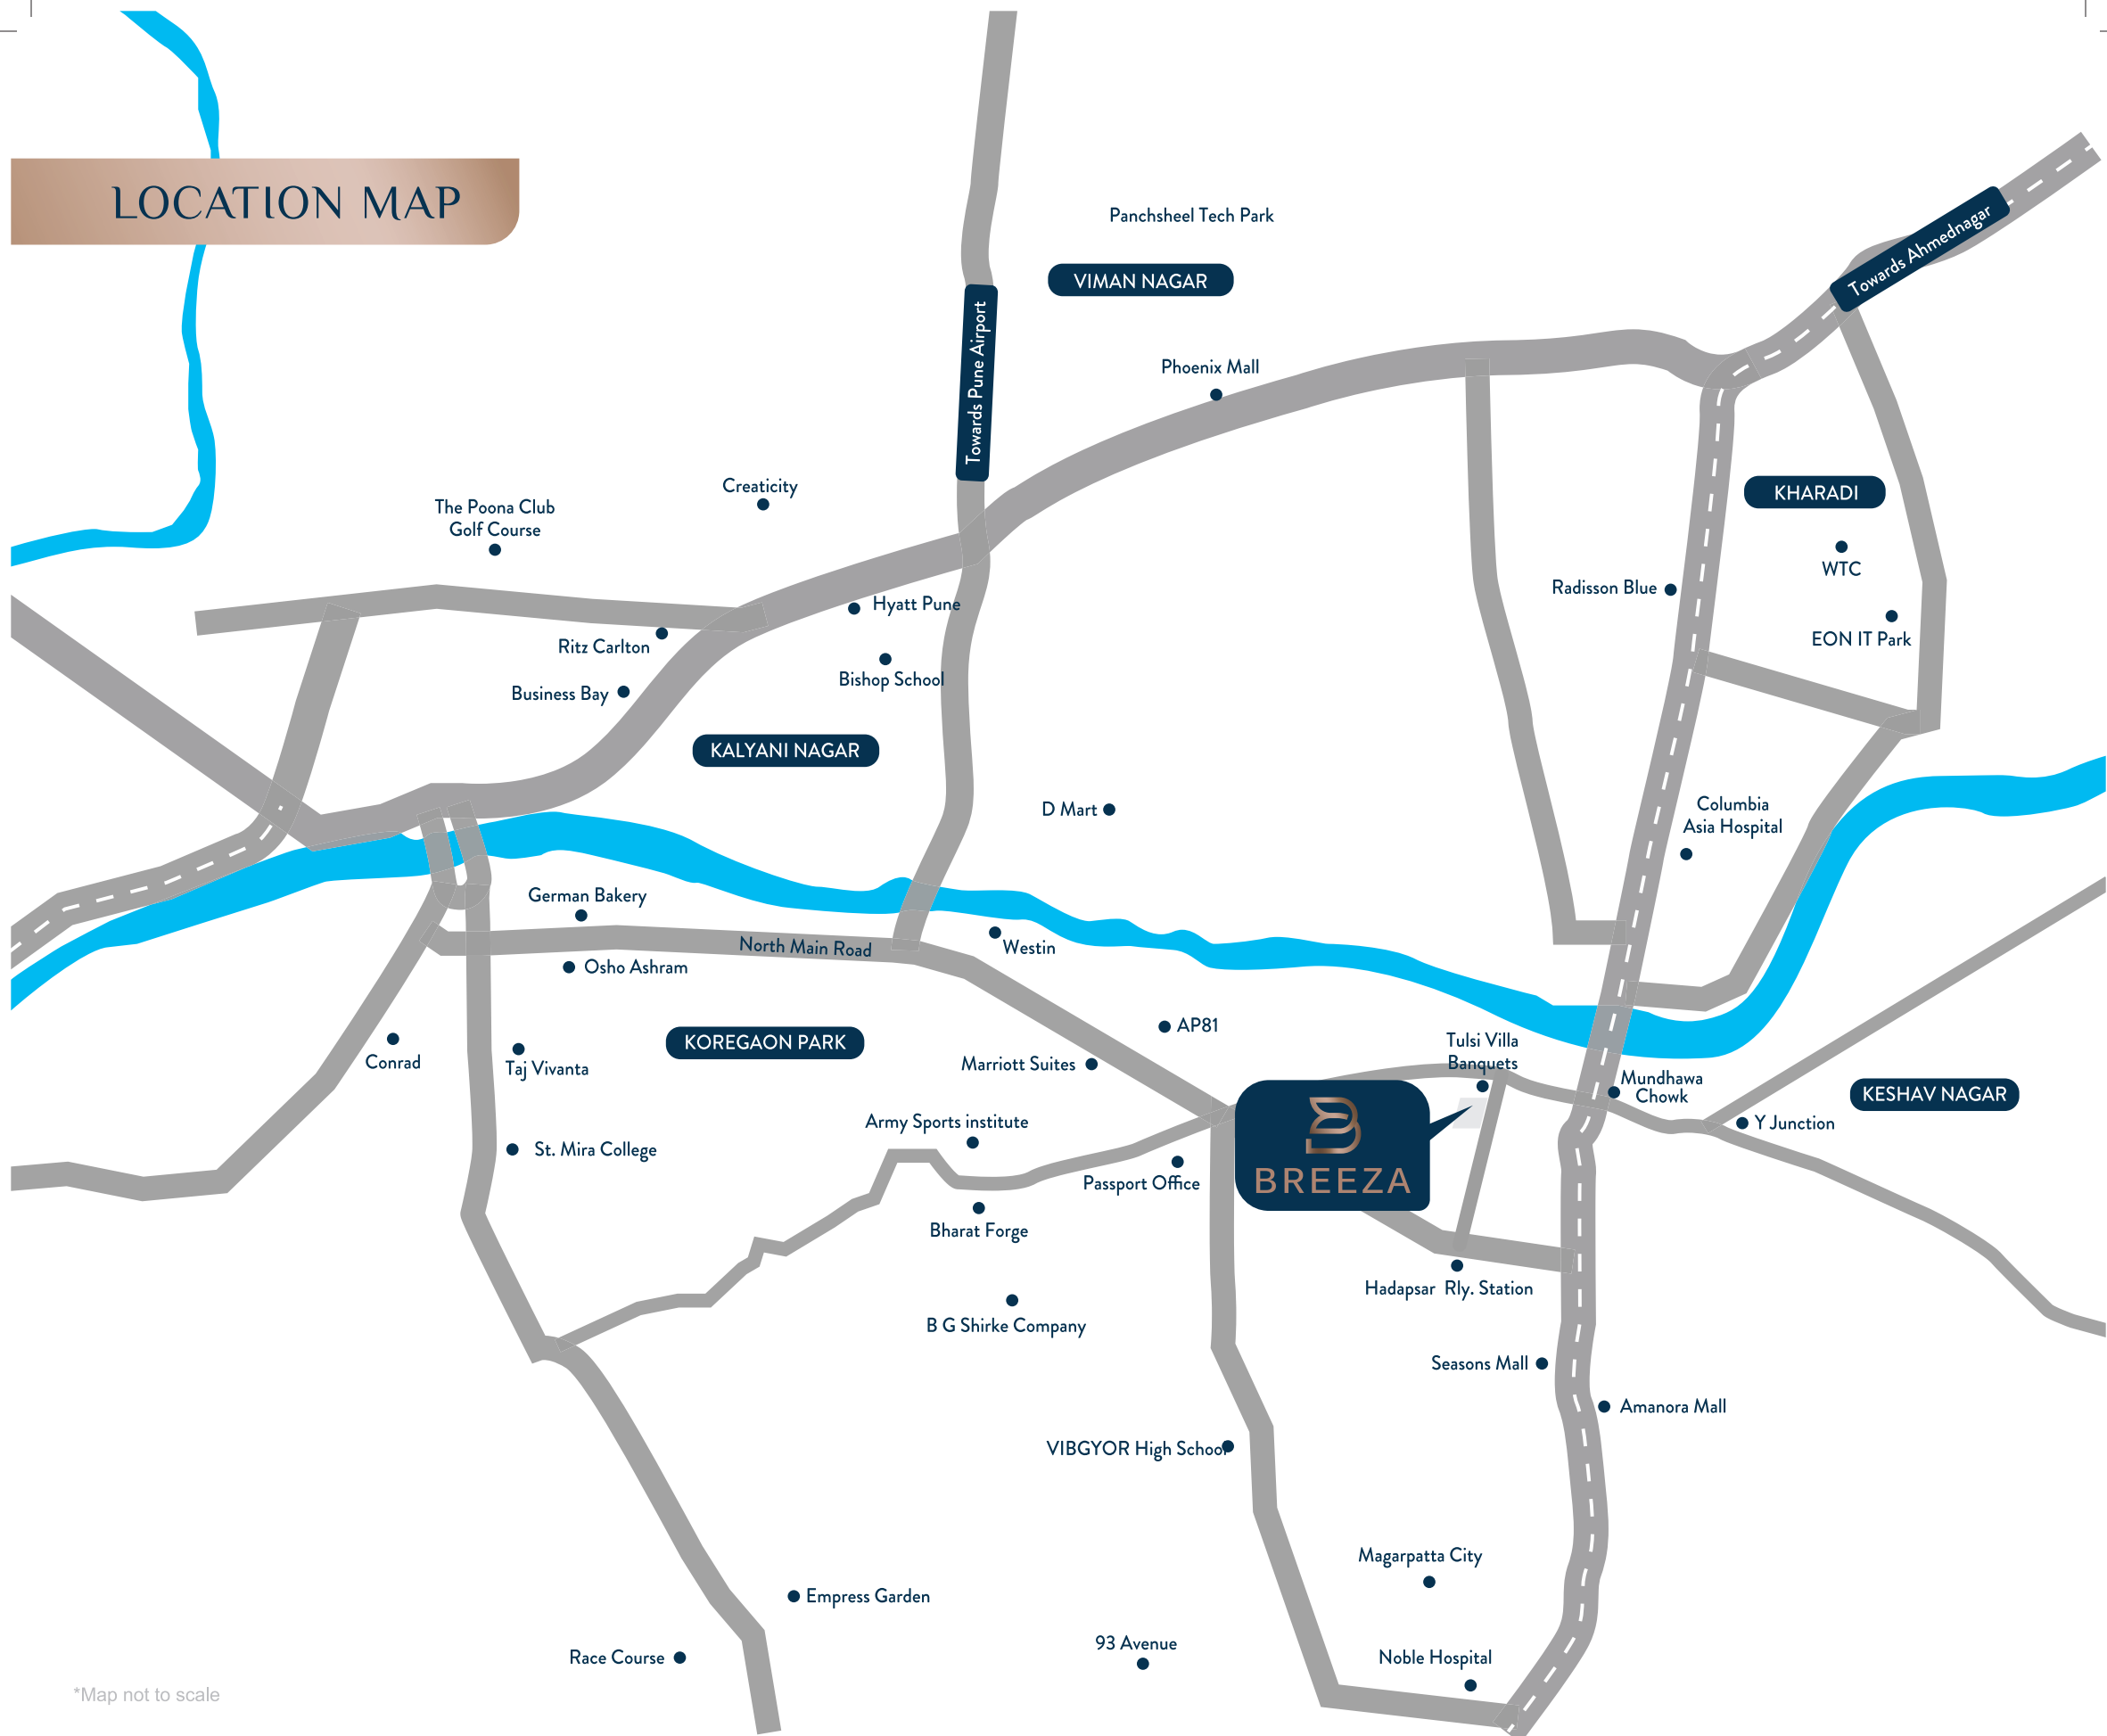 LOCATION MAP
Panchsheel Tech Park
Towards Ahmednagar
VIMAN NAGAR
Towards Pune Airport
Phoenix Mall
Creaticity
KHARADI
The Poona Club
Golf Course
WTC
Radisson Blue
Hyatt Pune
EON IT Park
Ritz Carlton
Bishop School
Business Bay
KALYANI NAGAR
D Mart
Columbia
Asia Hospital
German Bakery
North Main Road
Westin
Osho Ashram
AP81
KOREGAON PARK
Tulsi Villa
Banquets
Conrad
Taj Vivanta
Marriott Suites
Mundhawa
Chowk
KESHAV NAGAR
Army Sports institute
Y Junction
St. Mira College
Passport Office
BREEZA
Bharat Forge
Hadapsar Rly. Station
B G Shirke Company
Seasons Mall
Amanora Mall
VIBGYOR High School
Magarpatta City
Empress Garden
93 Avenue
Race Course
Noble Hospital
*Map not to scale